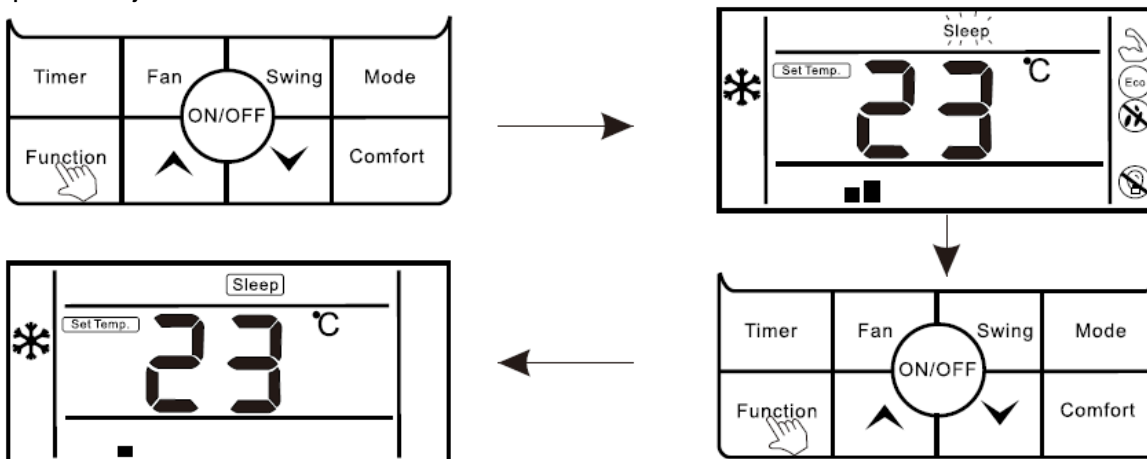 Timer Fan Swing Mode
ON/OFF
Function Comfort
Sleep
Set Temp. 23 °C
Eco
Sleep
Set Temp. 23 °C
Timer Fan Swing Mode
ON/OFF
Function Comfort